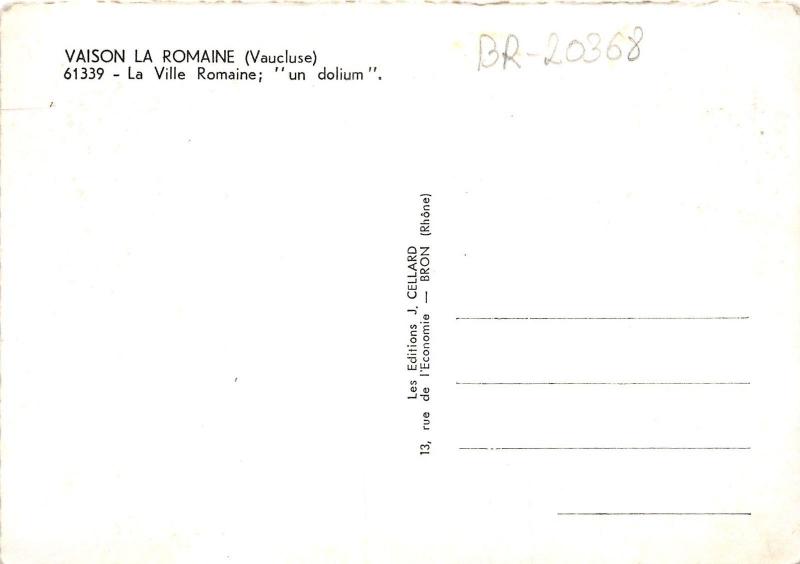 VAISON LA ROMAINE (Vaucluse)
61339 - La Ville Romaine; "un dolium".
BR-20368
Les Editions J. CELLARD
13, rue de l'Economie — BRON (Rhône)